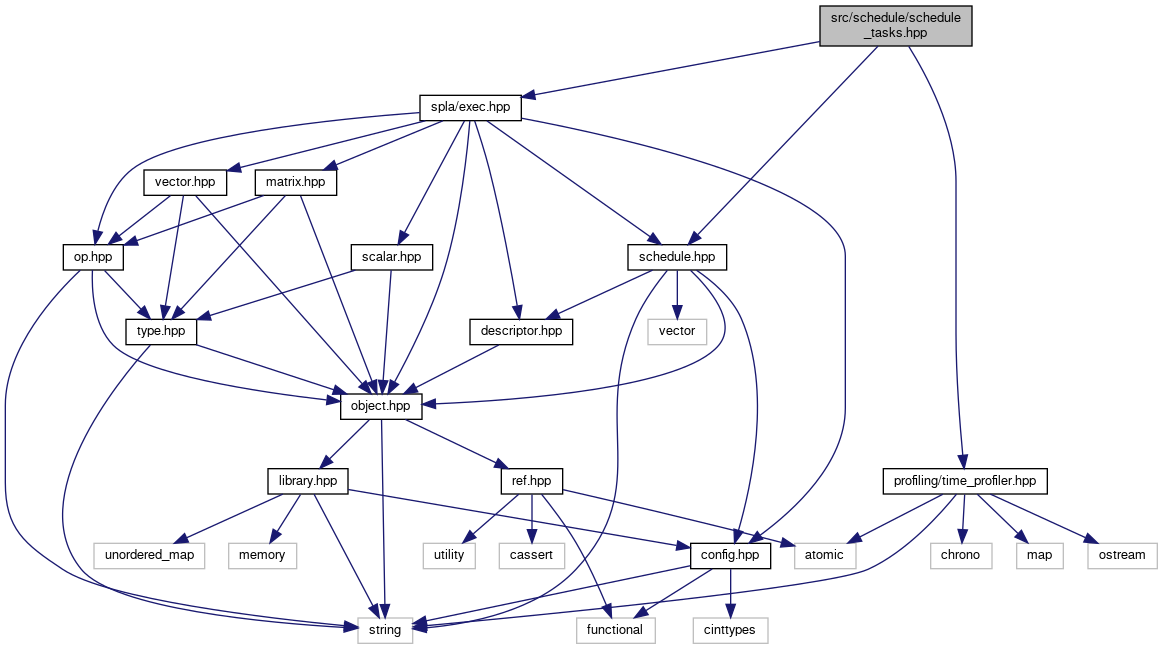 src/schedule/schedule
_tasks.hpp
spla/exec.hpp
vector.hpp
matrix.hpp
op.hpp
scalar.hpp
schedule.hpp
type.hpp
descriptor.hpp
vector
object.hpp
library.hpp
ref.hpp
profiling/time_profiler.hpp
unordered_map
memory
utility
cassert
config.hpp
atomic
chrono
map
ostream
string
functional
cinttypes